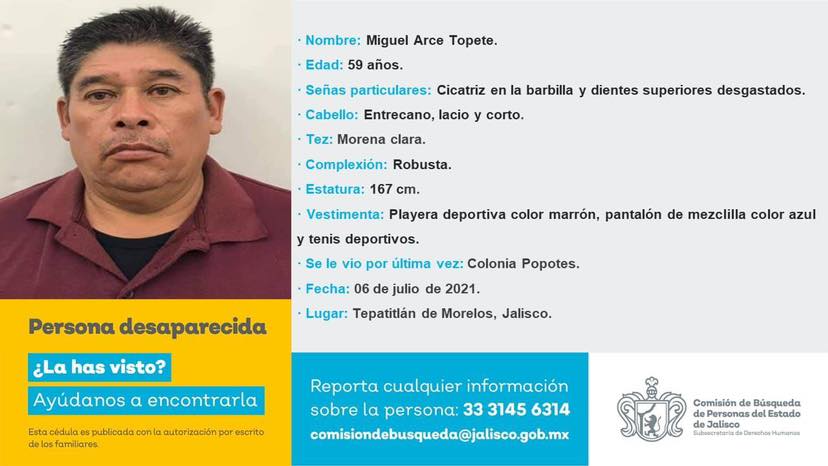 · Nombre: Miguel Arce Topete.
· Edad: 59 años.
· Señas particulares: Cicatriz en la barbilla y dientes superiores desgastados.
· Cabello: Entrecano, lacio y corto.
· Tez: Morena clara.
· Complexión: Robusta.
· Estatura: 167 cm.
· Vestimenta: Playera deportiva color marrón, pantalón de mezclilla color azul
y tenis deportivos.
· Se le vio por última vez: Colonia Popotes.
· Fecha: 06 de julio de 2021.
· Lugar: Tepatitlán de Morelos, Jalisco.
Persona desaparecida
¿La has visto?
Ayúdanos a encontrarla
Esta cédula es publicada con la autorización por escrito
de los familiares.
Reporta cualquier información
sobre la persona: 33 3145 6314
comisiondebusqueda@jalisco.gob.mx
Comisión de Búsqueda
de Personas del Estado
de Jalisco
Subsecretaría de Derechos Humanos